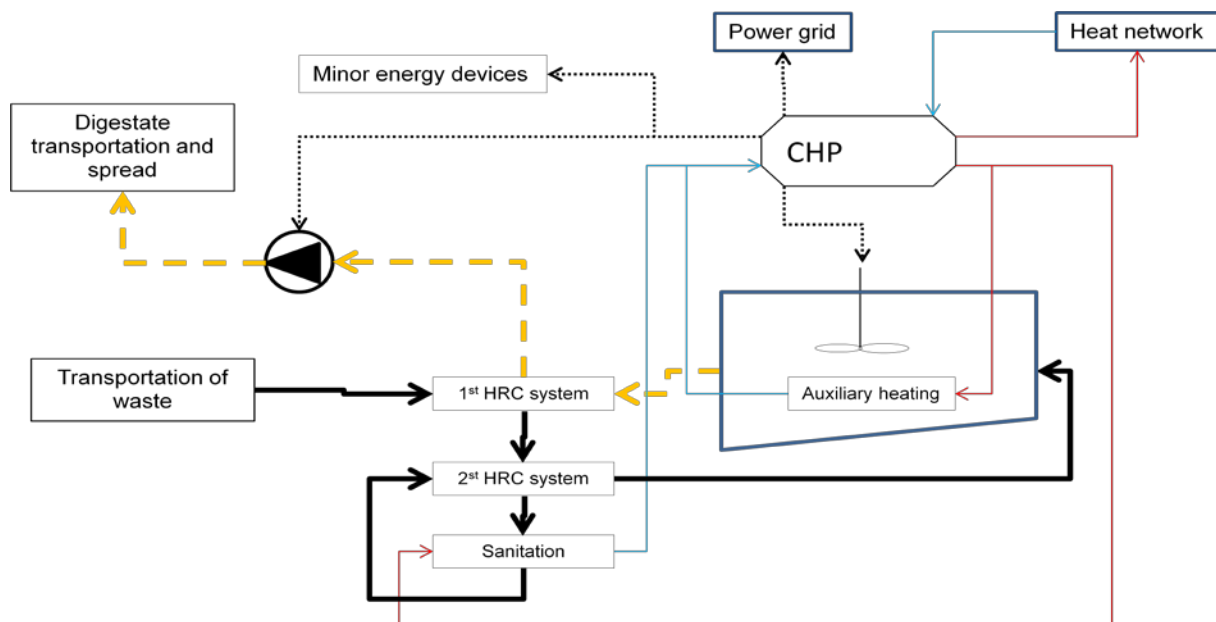 Power grid
Heat network
Minor energy devices
Digestate
transportation and
spread
CHP
Transportation of
waste
1st HRC system
Auxiliary heating
2st HRC system
Sanitation